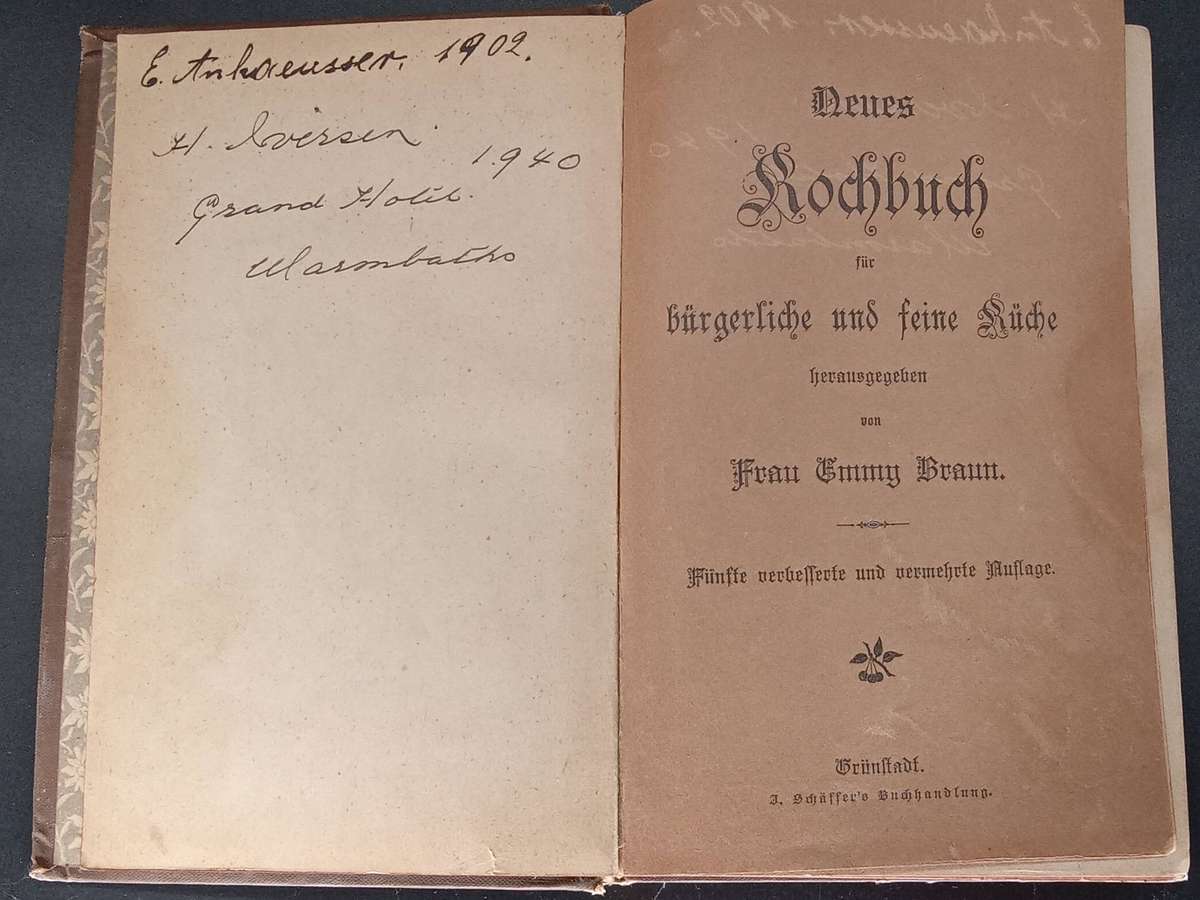 E. Anhaeusser. 1902.
H. Iversen.
1940
Grand Hotel.
Warmbaths
Neues
Kochbuch
für
bürgerliche und feine Küche
herausgegeben
von
Frau Emmy Braun.
Fünfte verbesserte und vermehrte Auflage.
Grünstadt.
J. Schäffer's Buchhandlung.